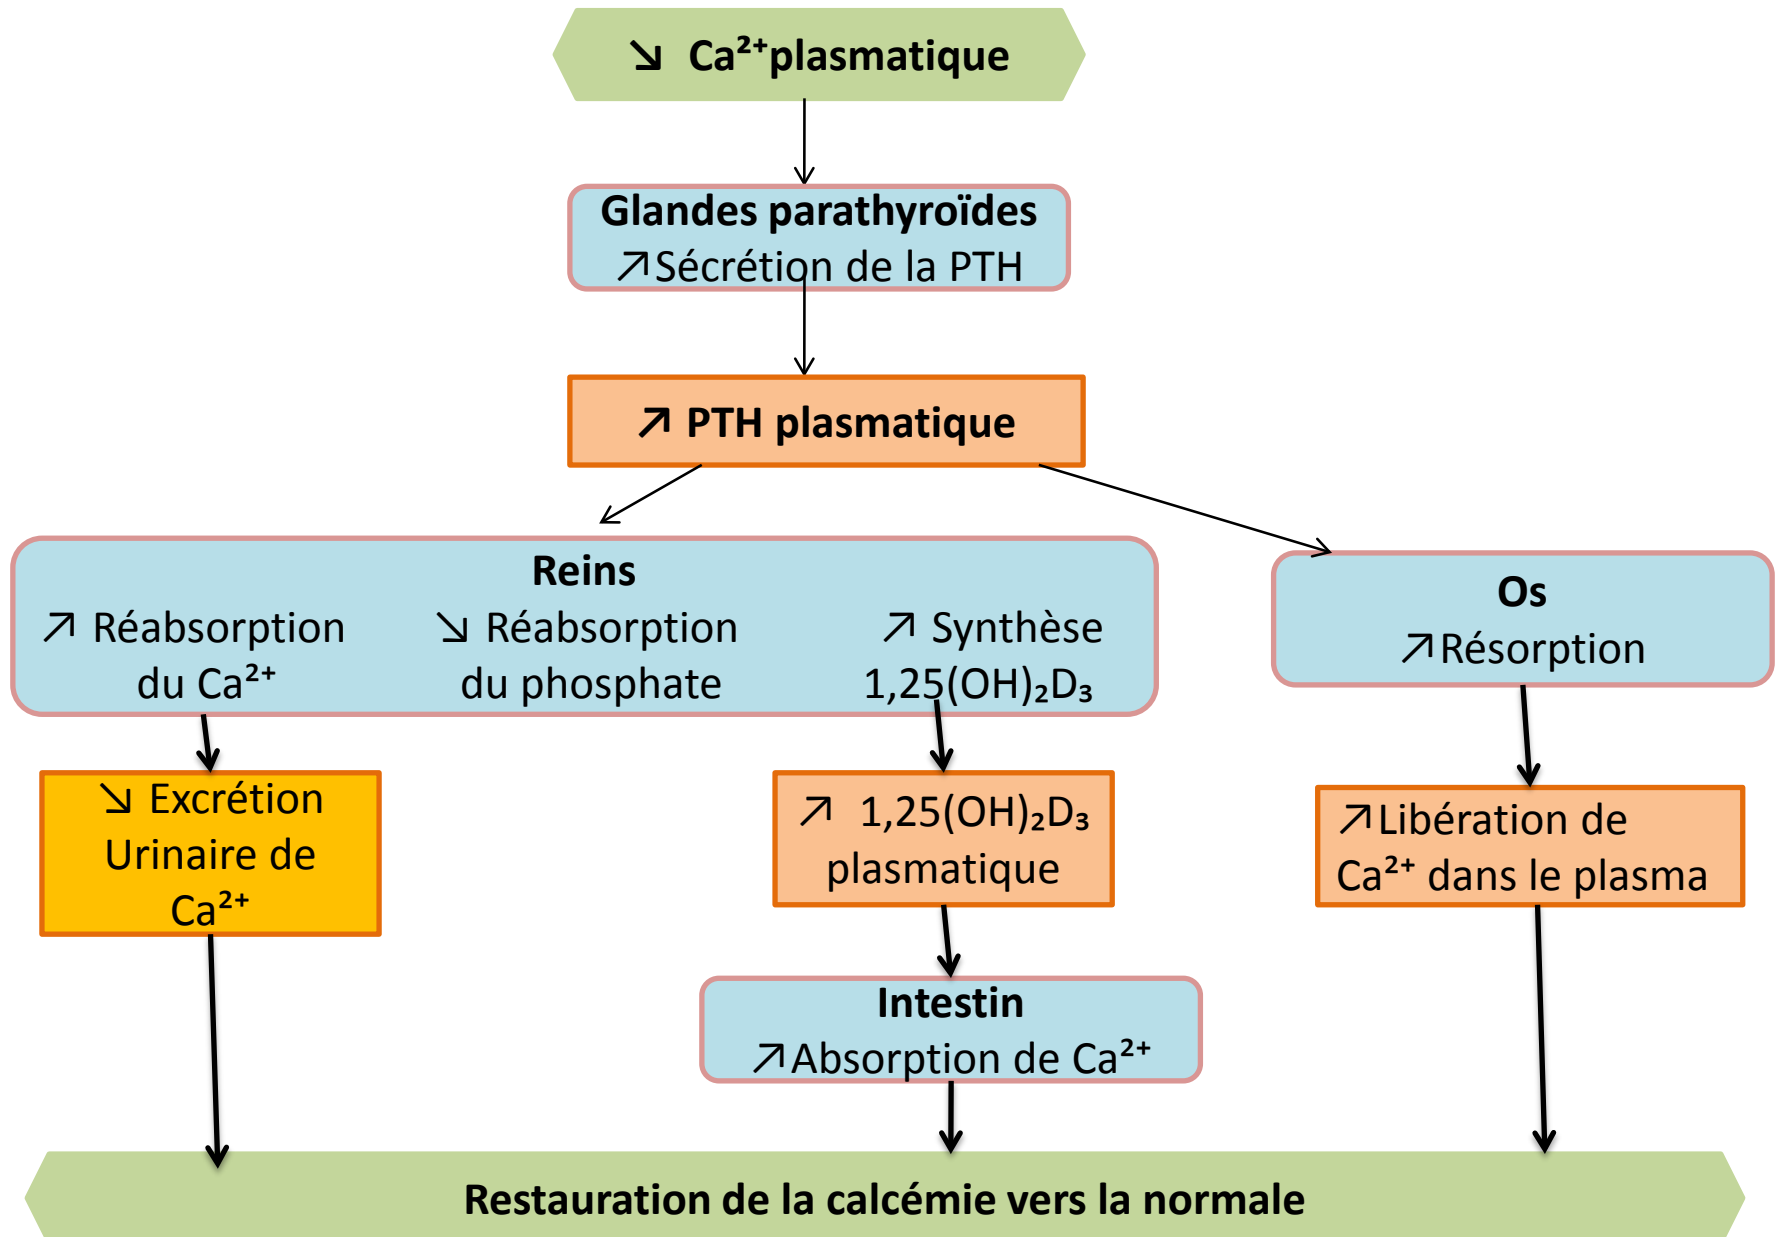 ↘ Ca²⁺plasmatique
Glandes parathyroïdes
↗Sécrétion de la PTH
↗ PTH plasmatique
Reins
↗ Réabsorption
du Ca²⁺
↘ Réabsorption
du phosphate
↗ Synthèse
1,25(OH)₂D₃
Os
↗Résorption
↘ Excrétion
Urinaire de
Ca²⁺
↗ 1,25(OH)₂D₃
plasmatique
↗Libération de
Ca²⁺ dans le plasma
Intestin
↗Absorption de Ca²⁺
Restauration de la calcémie vers la normale